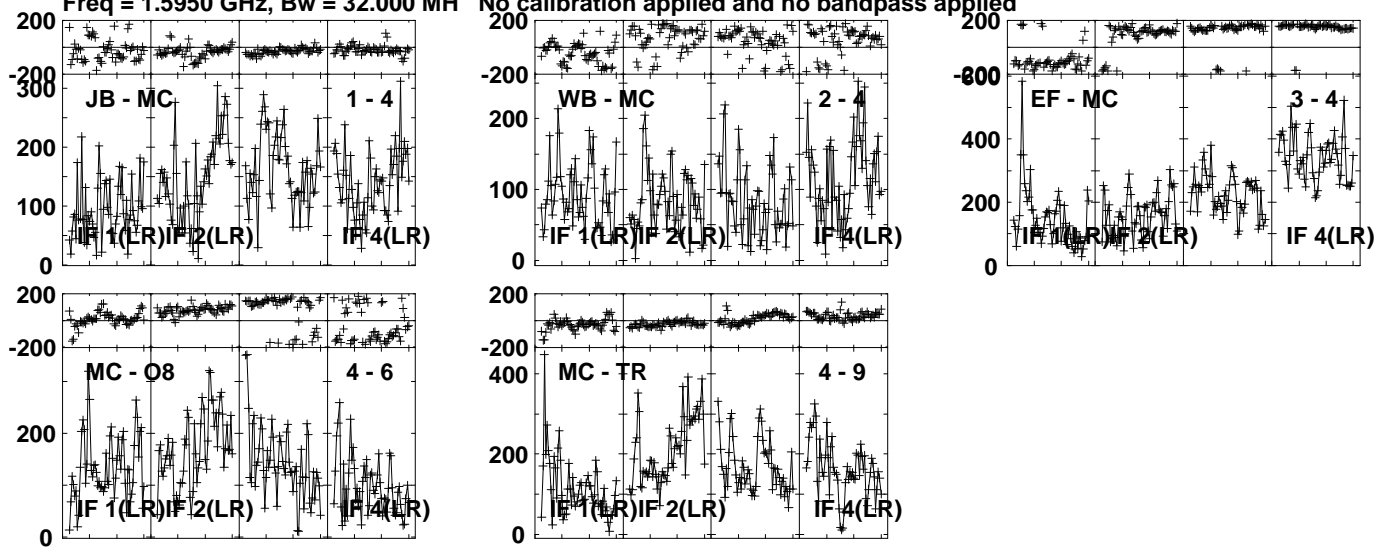 Freq = 1.5950 GHz, Bw = 32.000 MH No calibration applied and no bandpass applied
200
-200
300
200
100
0
JB - MC 1 - 4
IF 1(LR) IF 2(LR) IF 4(LR)
200
-200
200
100
0
WB - MC 2 - 4
IF 1(LR) IF 2(LR) IF 4(LR)
200
-200
600
400
200
0
EF - MC 3 - 4
IF 1(LR) IF 2(LR) IF 4(LR)
200
-200
200
0
MC - O8 4 - 6
IF 1(LR) IF 2(LR) IF 4(LR)
200
-200
400
200
0
MC - TR 4 - 9
IF 1(LR) IF 2(LR) IF 4(LR)